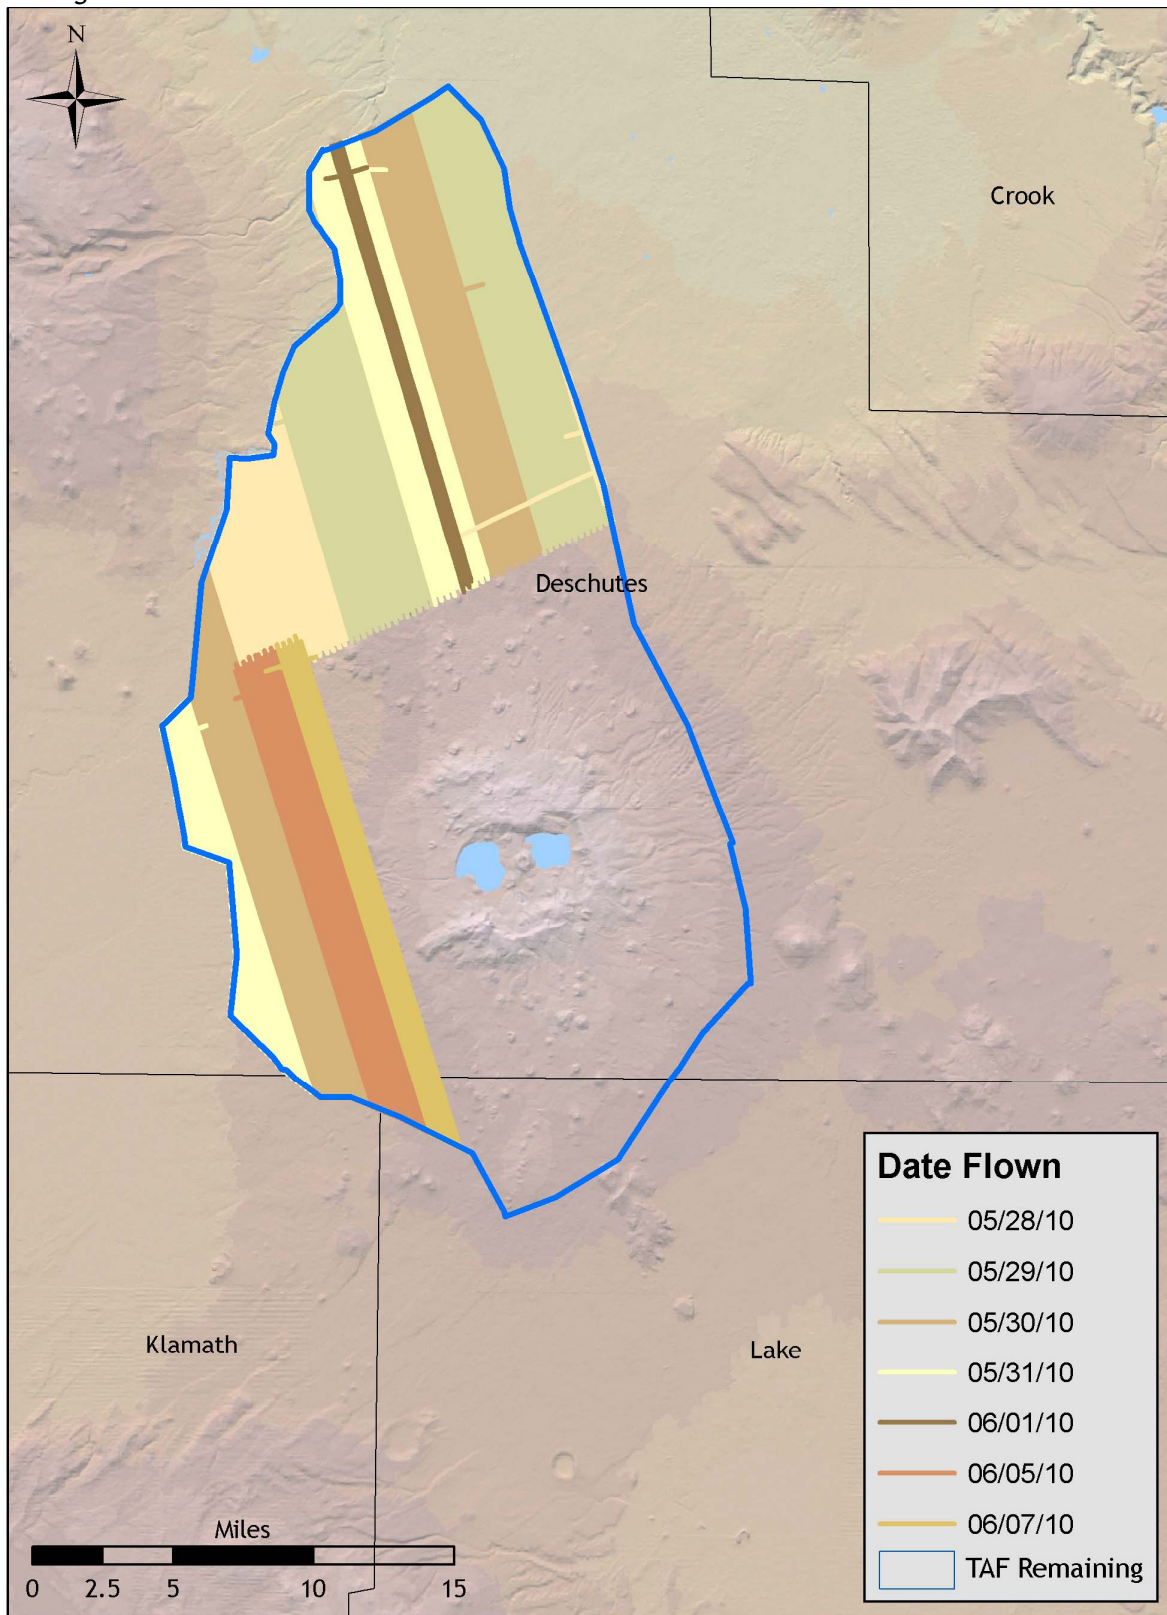 N
Crook
Deschutes
Klamath
Lake
Miles
0 2.5 5 10 15
Date Flown
05/28/10
05/29/10
05/30/10
05/31/10
06/01/10
06/05/10
06/07/10
TAF Remaining